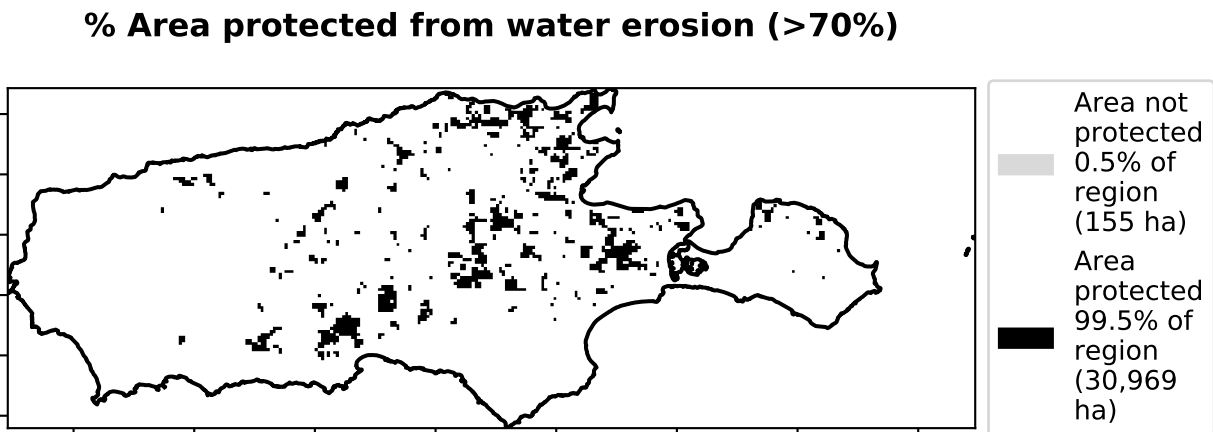 % Area protected from water erosion (>70%)
Area not
protected
0.5% of
region
(155 ha)
Area
protected
99.5% of
region
(30,969
ha)